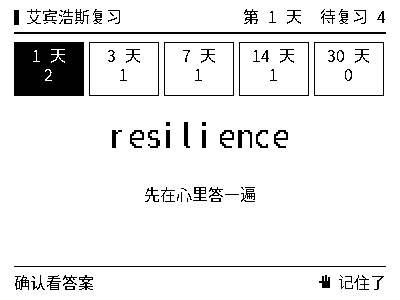 艾宾浩斯复习 第 1 天 待复习 4
1 天 3 天 7 天 14 天 30 天
2 1 1 1 0
resilience
先在心里答一遍
确认看答案 记住了